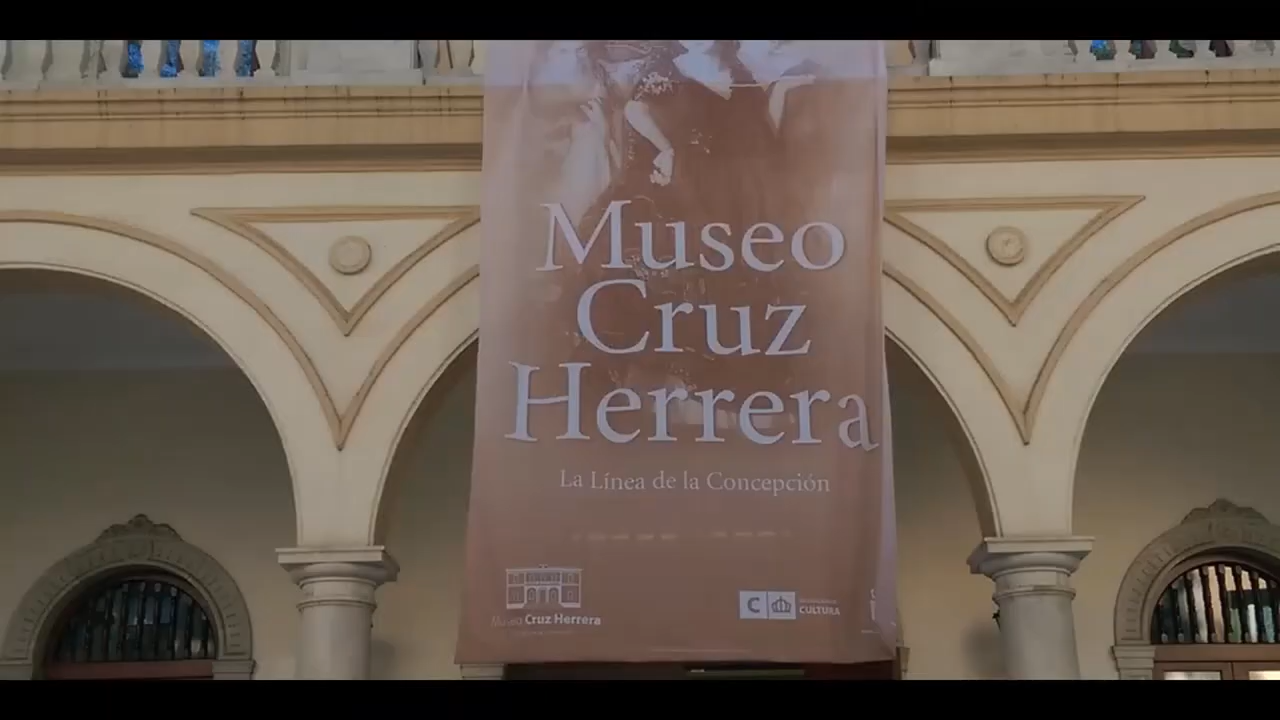 Museo
Cruz
Herrera
La Línea de la Concepción
Museo Cruz Herrera
C
CULTURA